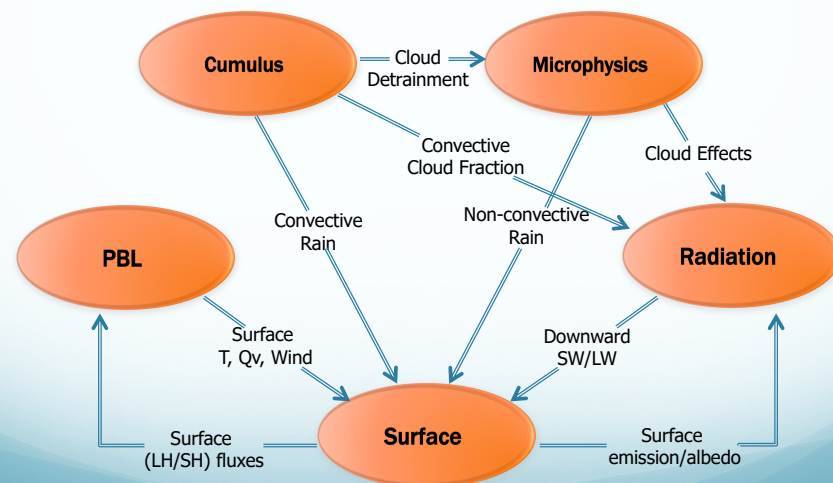 Cumulus
Cloud
Detrainment
Microphysics
Convective
Cloud Fraction
Cloud Effects
Convective
Rain
Non-convective
Rain
PBL
Radiation
Surface
T, Qv, Wind
Downward
SW/LW
Surface
Surface
(LH/SH) fluxes
Surface
emission/albedo